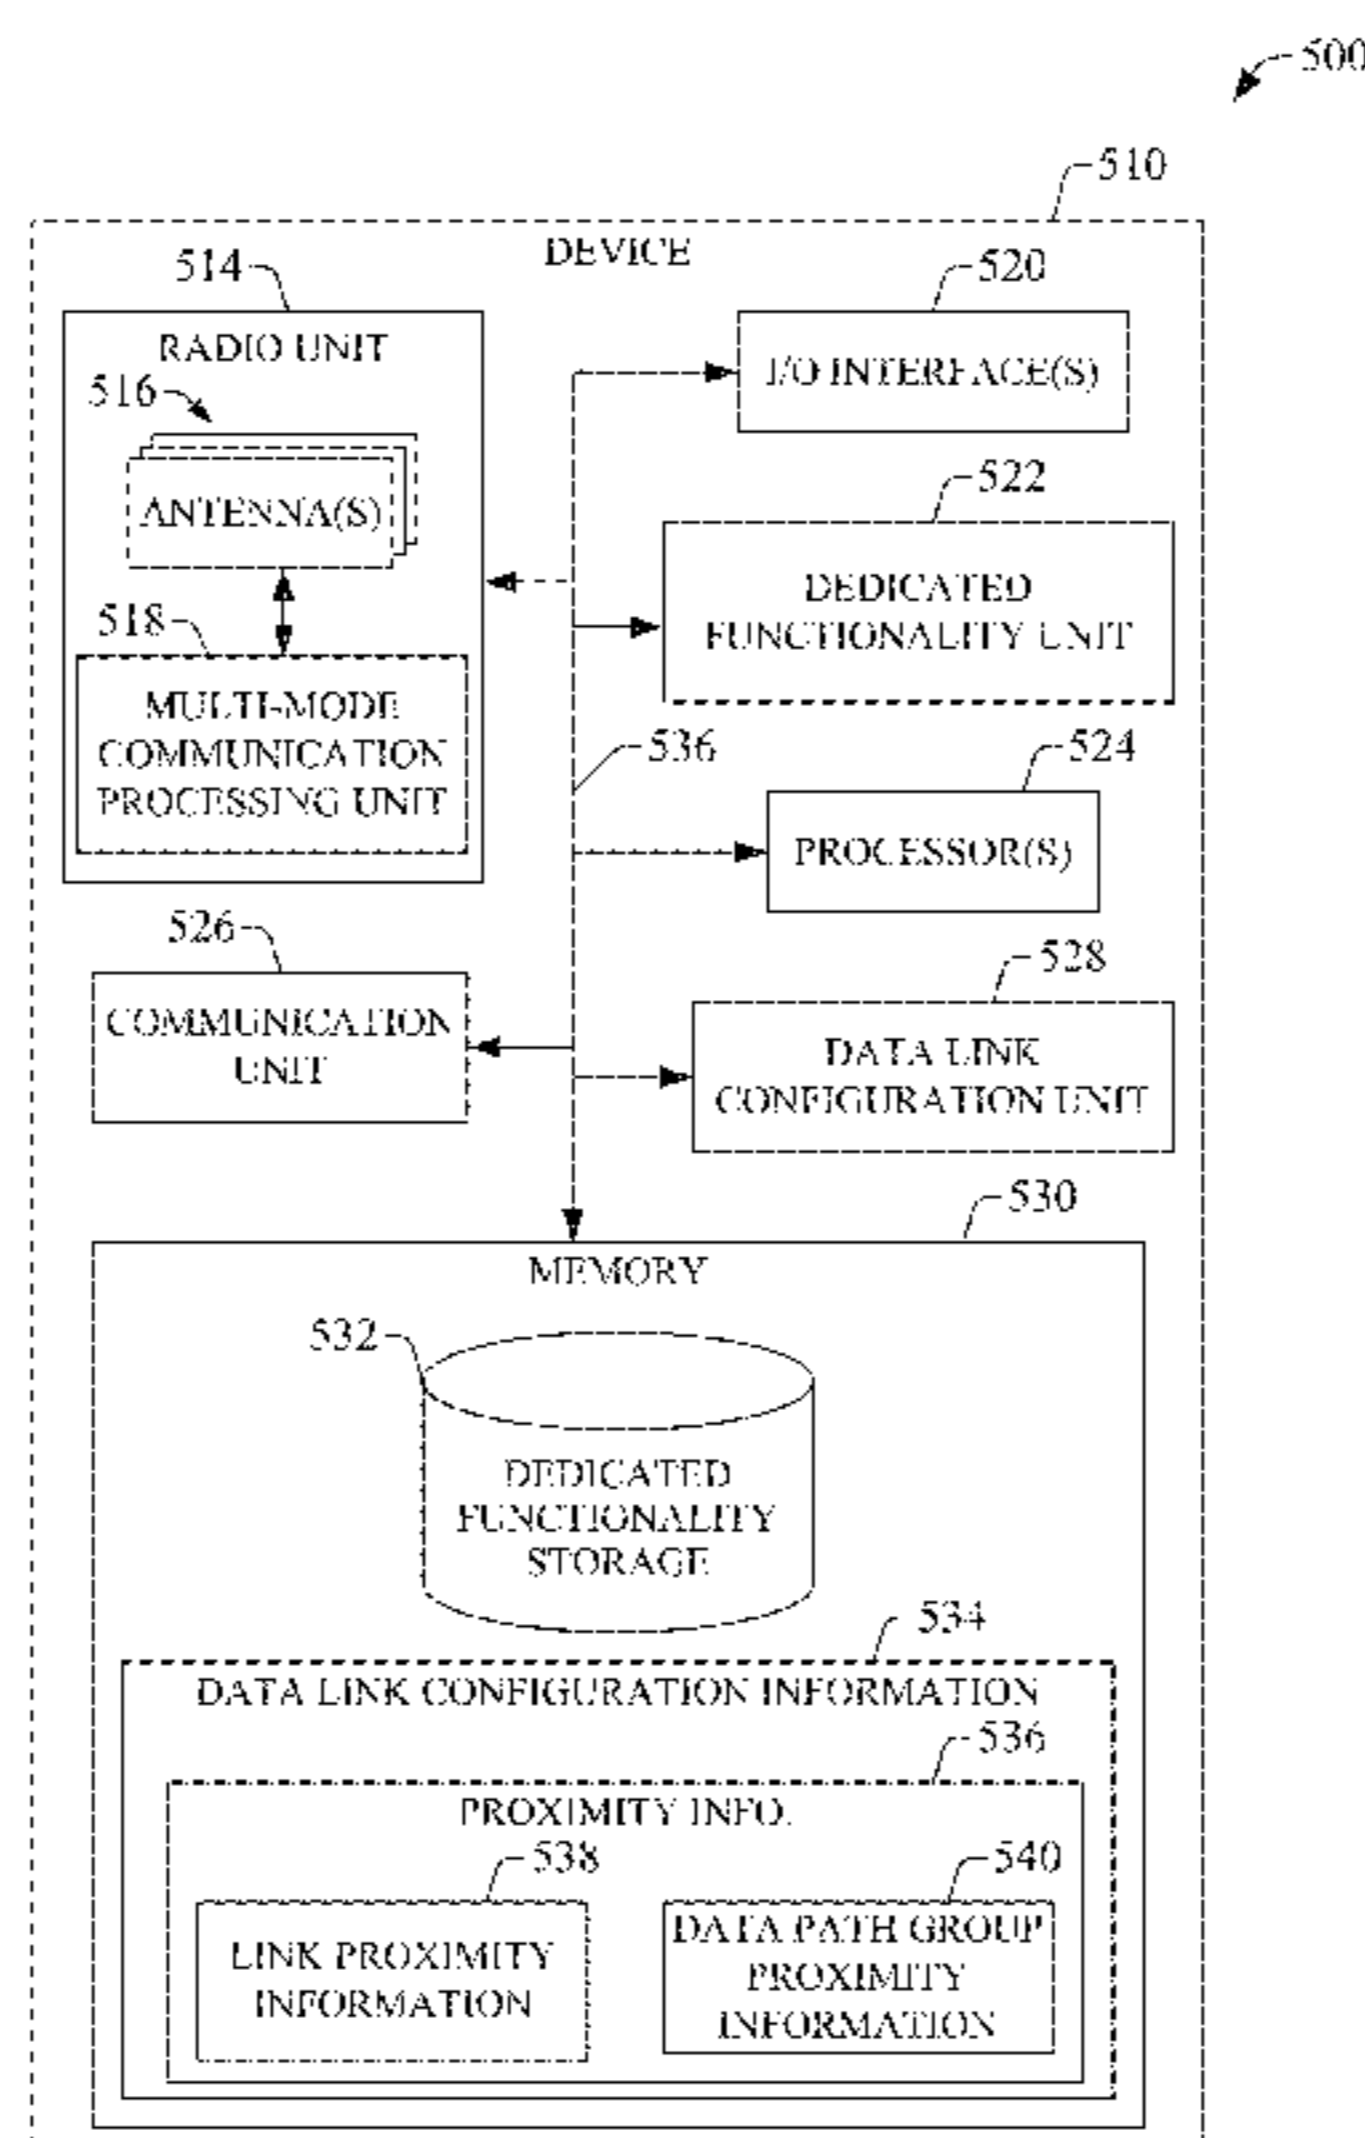 500
510
DEVICE
514
520
RADIO UNIT
I/O INTERFACE(S)
516
ANTENNA(S)
522
DEDICATED
FUNCTIONALITY UNIT
518
MULTI-MODE
COMMUNICATION
PROCESSING UNIT
536
524
PROCESSOR(S)
526
COMMUNICATION
UNIT
528
DATA LINK
CONFIGURATION UNIT
530
MEMORY
532
DEDICATED
FUNCTIONALITY
STORAGE
534
DATA LINK CONFIGURATION INFORMATION
536
PROXIMITY INFO.
538
540
LINK PROXIMITY
INFORMATION
DATA PATH GROUP
PROXIMITY
INFORMATION